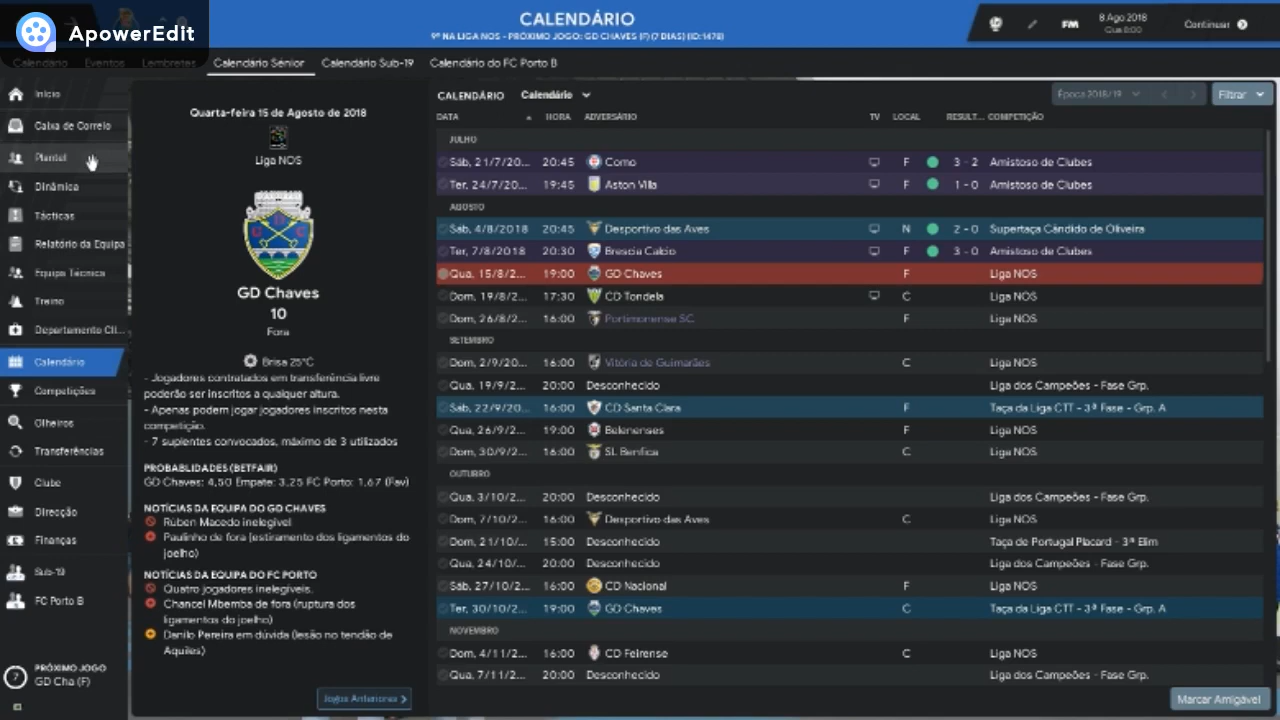 ApowerEdit
CALENDÁRIO
9º NA LIGA NOS - PRÓXIMO JOGO: GD CHAVES (F) (7 DIAS) (ID:1478)
FM
8 Ago 2018
Qua 8:00
Continuar
Calendário Eventos Lembretes Calendário Sénior Calendário Sub-19 Calendário do FC Porto B
Início
Caixa de Correio
Plantel
Dinâmica
Tácticas
Relatório da Equipa
Equipa Técnica
Treino
Departamento Clí...
Calendário
Competições
Olheiros
Transferências
Clube
Direcção
Finanças
Sub-19
FC Porto B
PRÓXIMO JOGO
GD Cha (F)
Quarta-feira 15 de Agosto de 2018
Liga NOS
GD Chaves
10
Fora
Brisa 25°C
- Jogadores contratados em transferência livre
poderão ser inscritos a qualquer altura.
- Apenas podem jogar jogadores inscritos nesta
competição.
- 7 suplentes convocados, máximo de 3 utilizados
PROBABLIDADES (BETFAIR)
GD Chaves: 4,50 Empate: 3,25 FC Porto: 1,67 (Fav)
NOTÍCIAS DA EQUIPA DO GD CHAVES
Rúben Macedo inelegível
Paulinho de fora (estiramento dos ligamentos do
joelho)
NOTÍCIAS DA EQUIPA DO FC PORTO
Quatro jogadores inelegíveis.
Chancel Mbemba de fora (ruptura dos
ligamentos do joelho)
Danilo Pereira em dúvida (lesão no tendão de
Aquiles)
Jogos Anteriores
CALENDÁRIO Calendário Época 2018/19 Filtrar
DATA HORA ADVERSÁRIO TV LOCAL RESULT... COMPETIÇÃO
JULHO
Sáb, 21/7/20... 20:45 Como F 3 - 2 Amistoso de Clubes
Ter, 24/7/20... 19:45 Aston Villa F 1 - 0 Amistoso de Clubes
AGOSTO
Sáb, 4/8/2018 20:45 Desportivo das Aves N 2 - 0 Supertaça Cândido de Oliveira
Ter, 7/8/2018 20:30 Brescia Calcio F 3 - 0 Amistoso de Clubes
Qua, 15/8/2... 19:00 GD Chaves F Liga NOS
Dom, 19/8/2... 17:30 CD Tondela C Liga NOS
Dom, 26/8/2... 16:00 Portimonense SC F Liga NOS
SETEMBRO
Dom, 2/9/20... 16:00 Vitória de Guimarães C Liga NOS
Qua, 19/9/2... 20:00 Desconhecido Liga dos Campeões - Fase Grp.
Sáb, 22/9/20... 16:00 CD Santa Clara F Taça da Liga CTT - 3ª Fase - Grp. A
Qua, 26/9/2... 19:00 Belenenses F Liga NOS
Dom, 30/9/2... 16:00 SL Benfica C Liga NOS
OUTUBRO
Qua, 3/10/2... 20:00 Desconhecido Liga dos Campeões - Fase Grp.
Dom, 7/10/2... 16:00 Desportivo das Aves C Liga NOS
Dom, 21/10/... 15:00 Desconhecido Taça de Portugal Placard - 3ª Elim
Qua, 24/10/... 20:00 Desconhecido Liga dos Campeões - Fase Grp.
Sáb, 27/10/2... 16:00 CD Nacional F Liga NOS
Ter, 30/10/2... 19:00 GD Chaves C Taça da Liga CTT - 3ª Fase - Grp. A
NOVEMBRO
Dom, 4/11/2... 16:00 CD Feirense C Liga NOS
Qua, 7/11/2... 20:00 Desconhecido Liga dos Campeões - Fase Grp.
Marcar Amigável